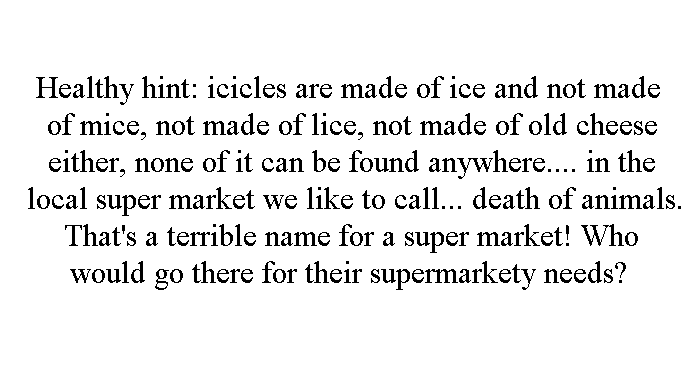 Healthy hint: icicles are made of ice and not made
of mice, not made of lice, not made of old cheese
either, none of it can be found anywhere.... in the
local super market we like to call... death of animals.
That's a terrible name for a super market! Who
would go there for their supermarkety needs?